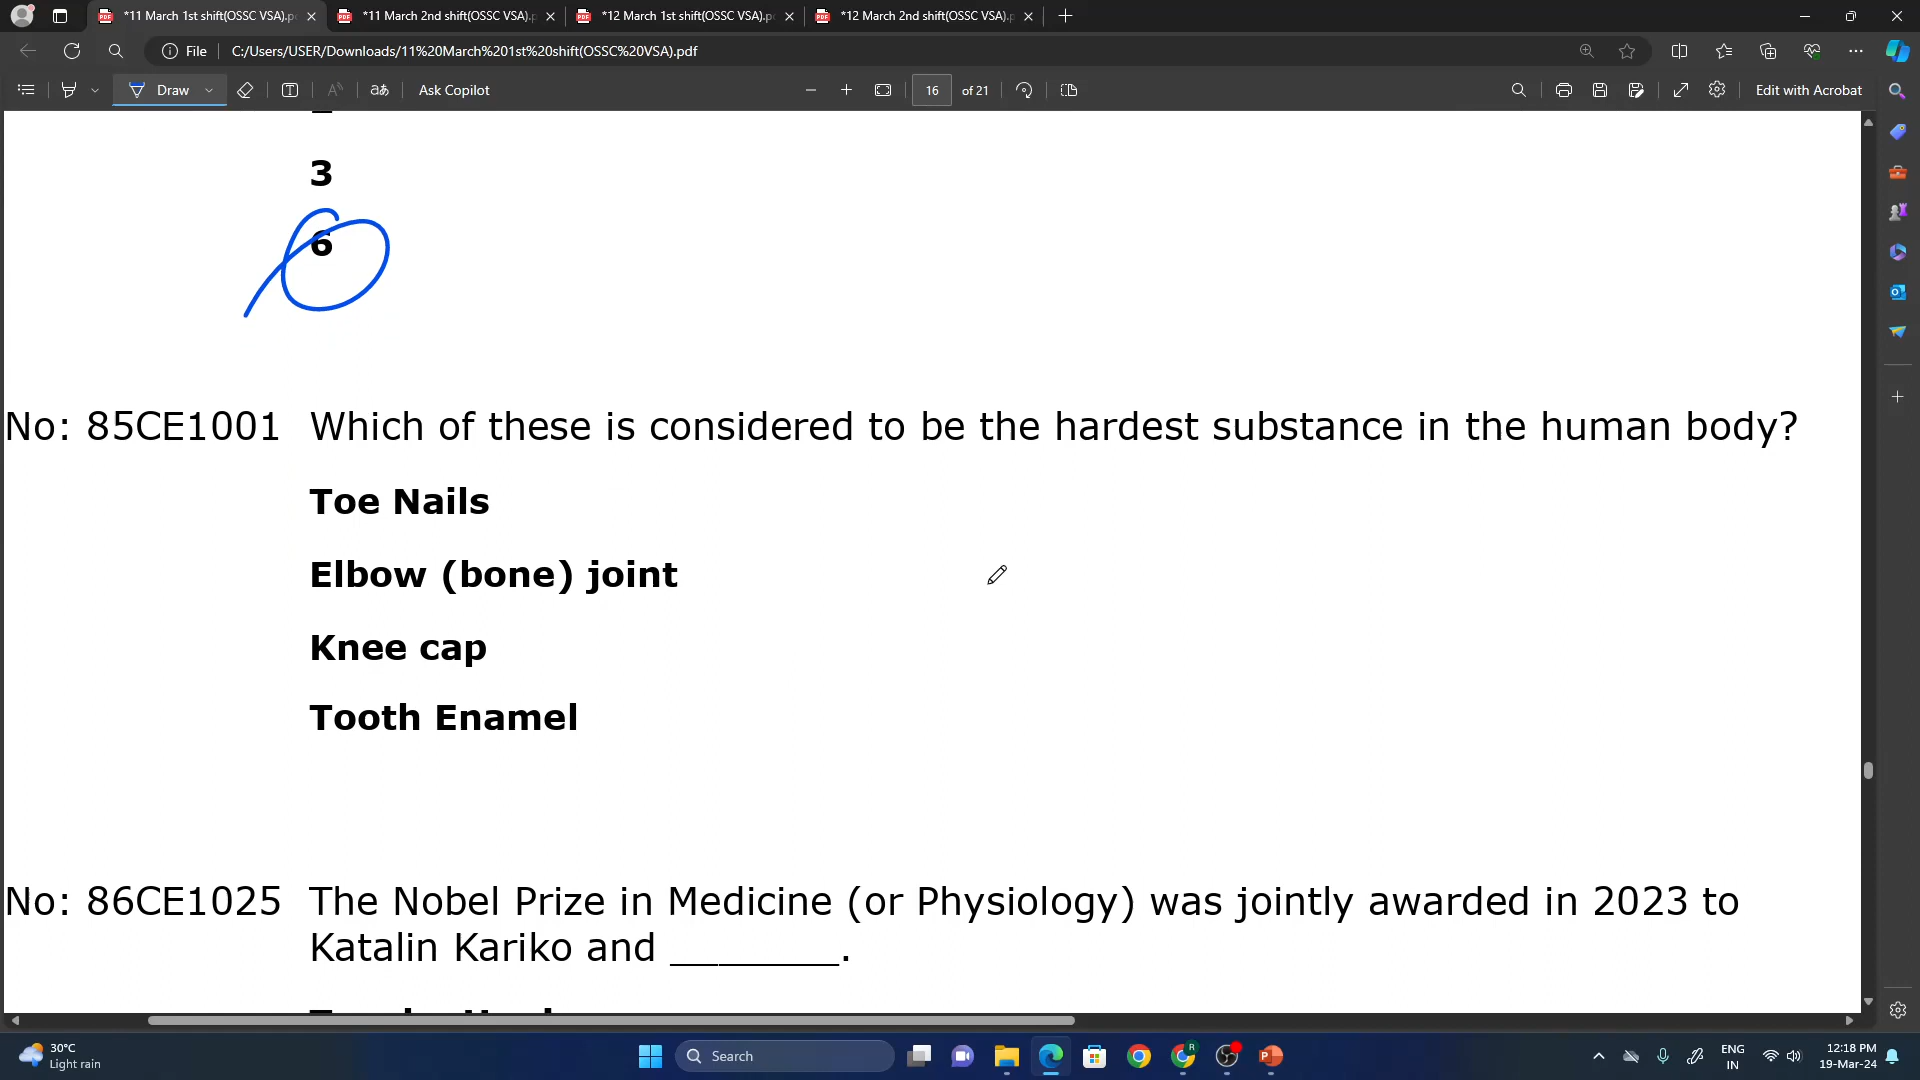 *11 March 1st shift(OSSC VSA).p
*11 March 2nd shift(OSSC VSA).p
*12 March 1st shift(OSSC VSA).p
*12 March 2nd shift(OSSC VSA).p
File
C:/Users/USER/Downloads/11%20March%201st%20shift(OSSC%20VSA).pdf
Draw
Ask Copilot
16 of 21
Edit with Acrobat
3
6
No: 85CE1001 Which of these is considered to be the hardest substance in the human body?
Toe Nails
Elbow (bone) joint
Knee cap
Tooth Enamel
No: 86CE1025 The Nobel Prize in Medicine (or Physiology) was jointly awarded in 2023 to
Katalin Kariko and ________.
30°C
Light rain
Search
ENG
IN
12:18 PM
19-Mar-24